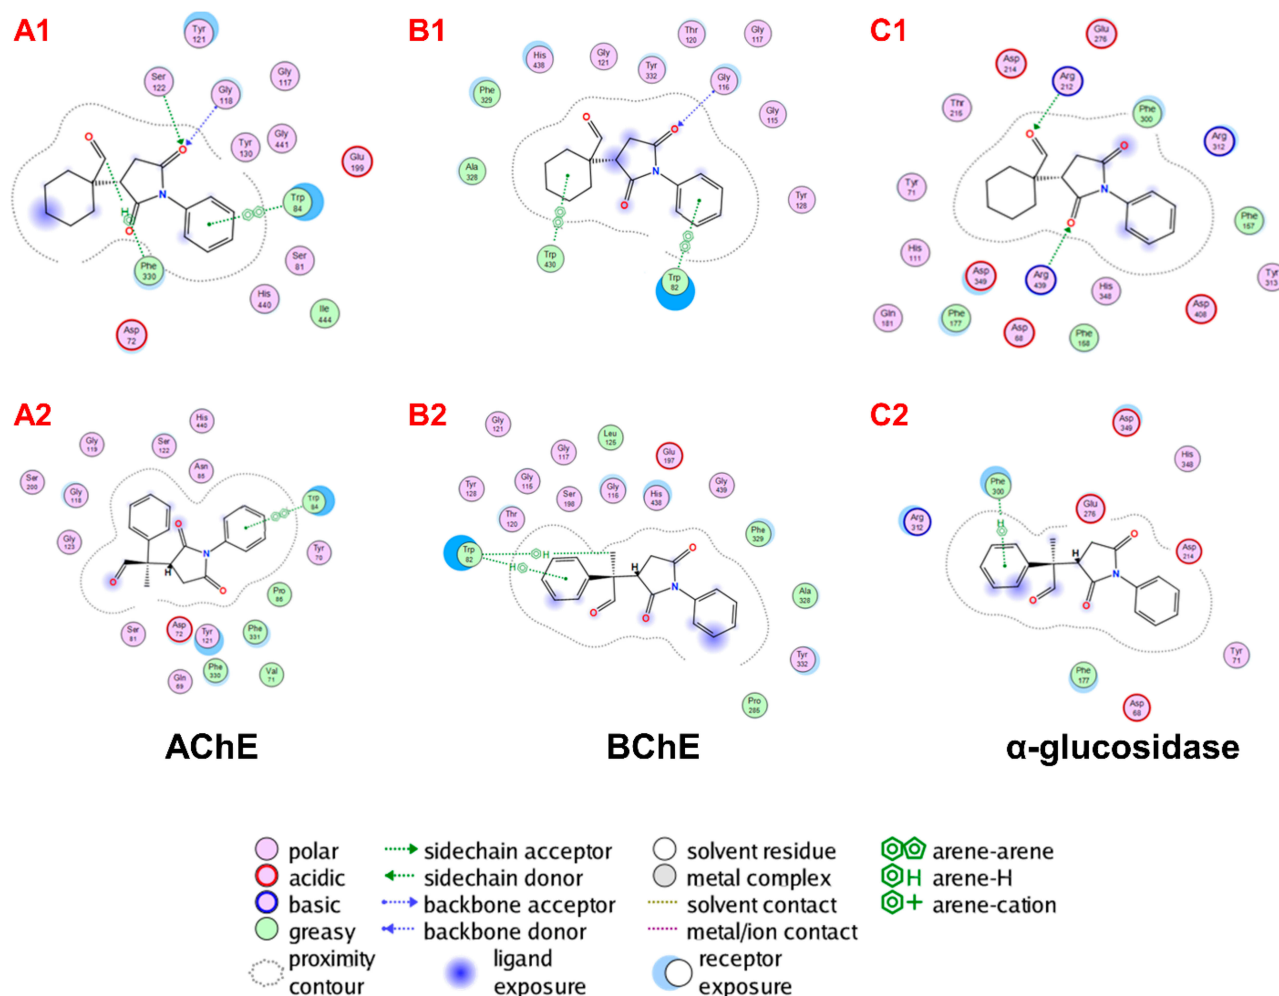 A1
Tyr
121
Ser
122
Gly
118
Gly
117
Tyr
130
Gly
441
Glu
199
Trp
84
Phe
330
Ser
81
His
440
Ile
444
Asp
72
O
O
N
O
H
B1
His
438
Gly
121
Tyr
332
Thr
120
Gly
117
Phe
329
Gly
116
Gly
115
Ala
328
Tyr
128
Trp
430
Trp
82
O
O
N
O
C1
Glu
276
Asp
214
Arg
212
Thr
215
Phe
300
Arg
312
Tyr
71
Phe
157
His
111
Asp
349
Arg
439
His
348
Tyr
313
Gln
181
Phe
177
Asp
68
Phe
158
Asp
408
O
O
N
O
A2
His
440
Gly
119
Ser
122
Asn
85
Ser
200
Gly
118
Trp
84
Gly
123
Tyr
70
Pro
86
Ser
81
Asp
72
Tyr
121
Phe
331
Gln
69
Phe
330
Val
71
O
N
O
H
O
B2
Gly
121
Leu
125
Gly
117
Glu
197
Tyr
128
Gly
115
Ser
198
Gly
116
His
438
Gly
439
Thr
120
Trp
82
Phe
329
Ala
328
Tyr
332
Pro
285
H
H
H
O
N
O
O
C2
Asp
349
His
348
Phe
300
Glu
276
Arg
312
Asp
214
Tyr
71
Phe
177
Asp
68
H
H
O
N
O
O
AChE
BChE
α-glucosidase
polar
acidic
basic
greasy
proximity
contour
sidechain acceptor
sidechain donor
backbone acceptor
backbone donor
ligand
exposure
solvent residue
metal complex
solvent contact
metal/ion contact
receptor
exposure
arene-arene
H arene-H
+ arene-cation